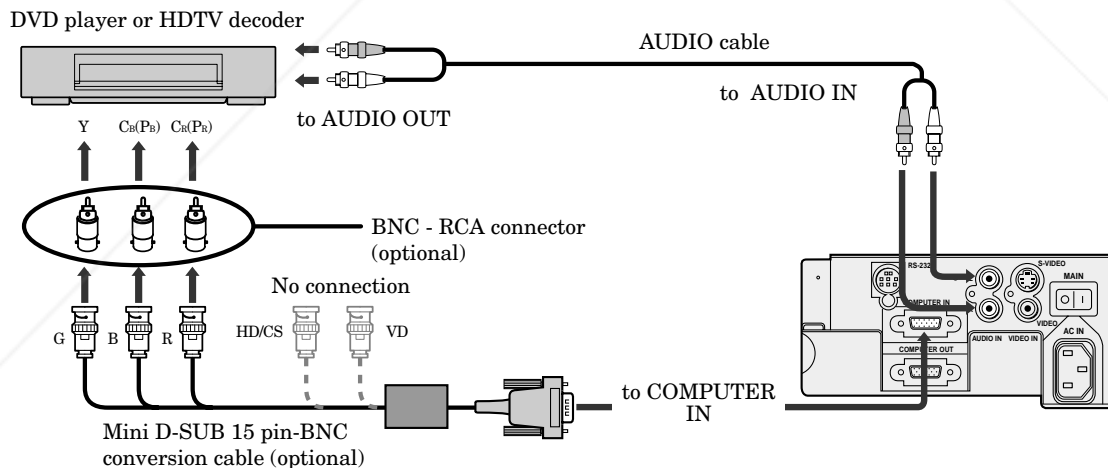 DVD player or HDTV decoder
AUDIO cable
to AUDIO IN
to AUDIO OUT
Y CB(PB) CR(PR)
BNC - RCA connector
(optional)
No connection
G B R HD/CS VD
Mini D-SUB 15 pin-BNC
conversion cable (optional)
to COMPUTER
IN
RS-232
S-VIDEO
MAIN
COMPUTER IN
VIDEO
AUDIO IN VIDEO IN
AC IN
COMPUTER OUT